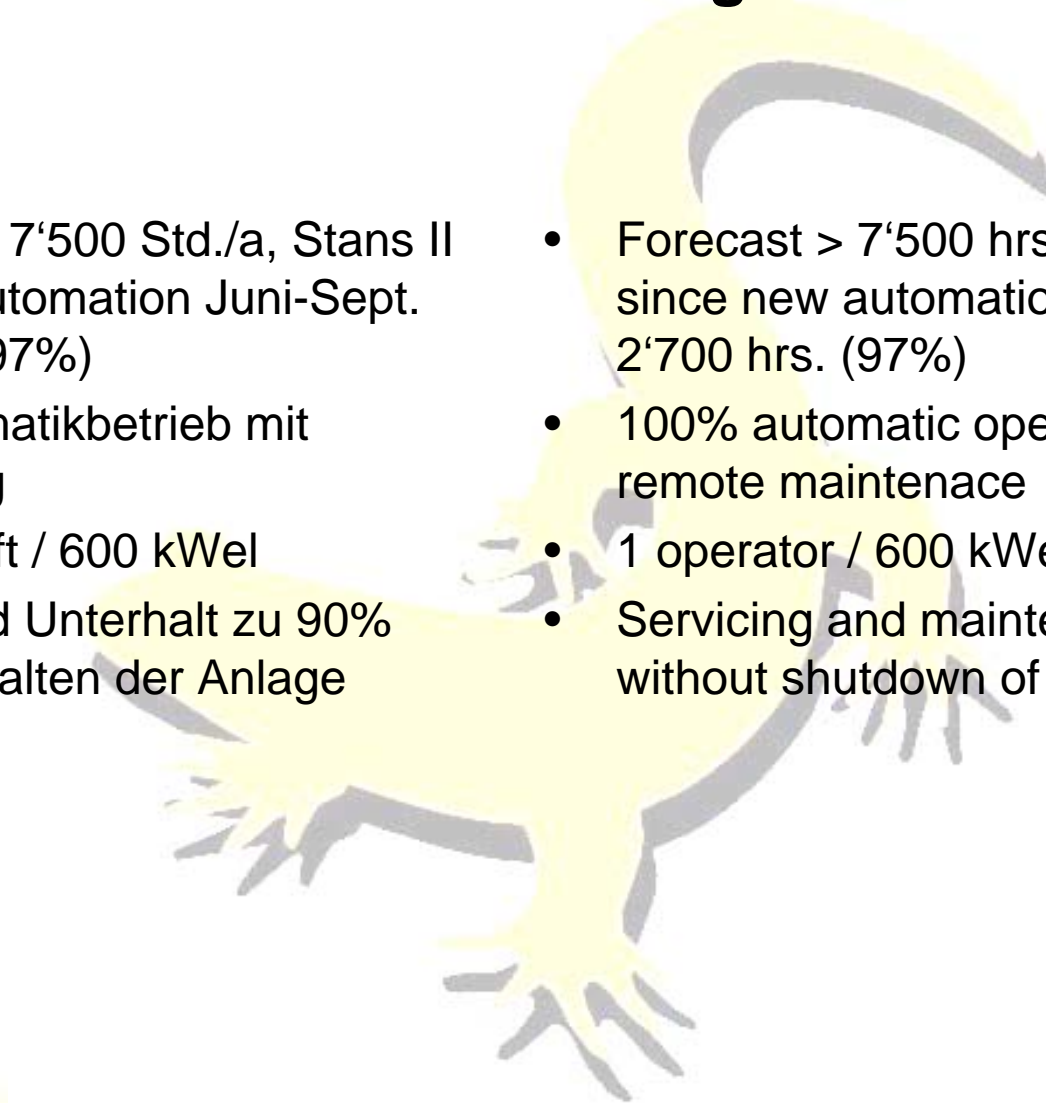 7‘500 Std./a, Stans II
utomation Juni-Sept.
97%)
natikbetrieb mit
g
ft / 600 kWel
d Unterhalt zu 90%
alten der Anlage
• Forecast > 7‘500 hrs
since new automatic
2‘700 hrs. (97%)
• 100% automatic ope
remote maintenace
• 1 operator / 600 kWe
• Servicing and mainte
without shutdown of